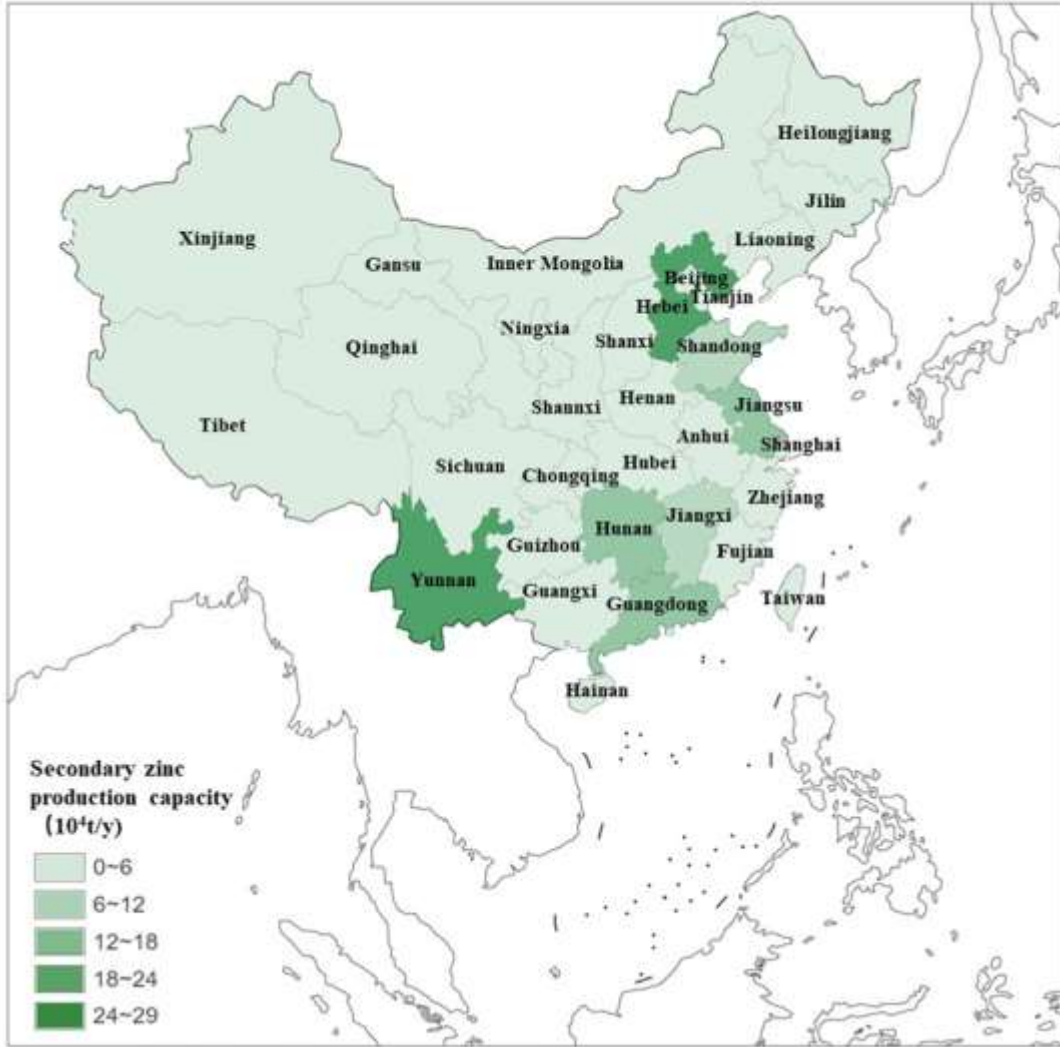 Heilongjiang
Jilin
Liaoning
Xinjiang
Gansu
Inner Mongolia
Beijing
Tianjin
Hebei
Ningxia
Shanxi
Shandong
Qinghai
Henan
Shannxi
Jiangsu
Tibet
Anhui
Shanghai
Sichuan
Hubei
Chongqing
Zhejiang
Hunan
Jiangxi
Guizhou
Fujian
Yunnan
Guangxi
Guangdong
Taiwan
Hainan
Secondary zinc
production capacity
(10⁴t/y)
0~6
6~12
12~18
18~24
24~29